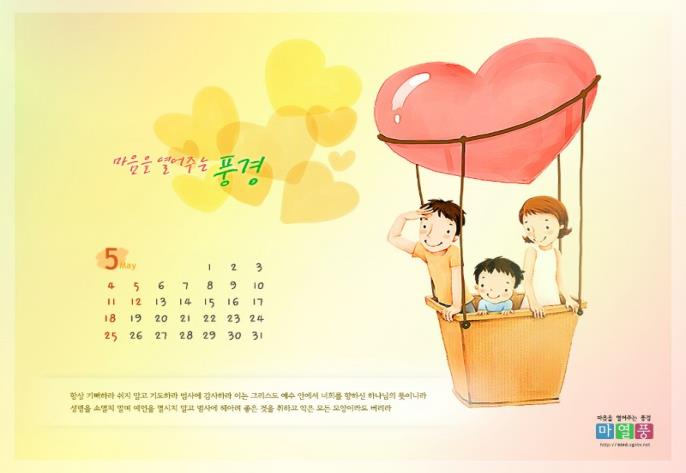 마음을 열어주는 풍경
5 May
1 2 3
4 5 6 7 8 9 10
11 12 13 14 15 16 17
18 19 20 21 22 23 24
25 26 27 28 29 30 31
항상 기뻐하라 쉬지 말고 기도하라 범사에 감사하라 이는 그리스도 예수 안에서 너희를 향하신 하나님의 뜻이니라
성령을 소멸치 말며 예언을 멸시치 말고 범사에 헤아려 좋은 것을 취하고 악은 모든 모양이라도 버리라
마음을 열어주는 풍경
마열풍